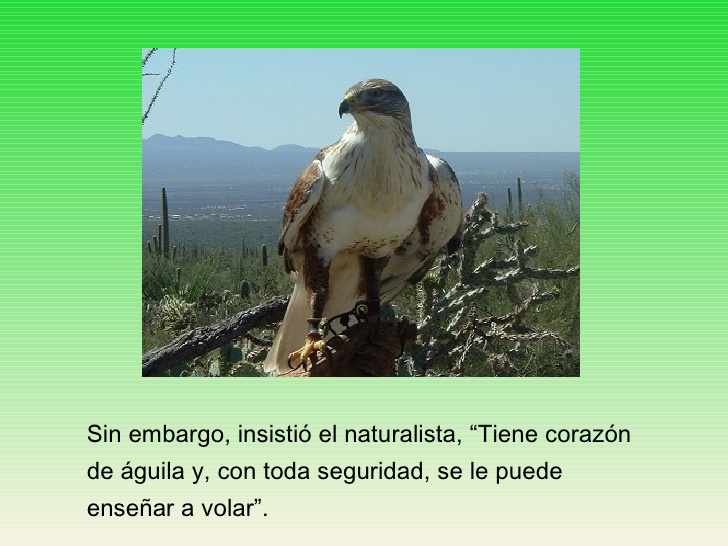 Sin embargo, insistió el naturalista, “Tiene corazón
de águila y, con toda seguridad, se le puede
enseñar a volar”.